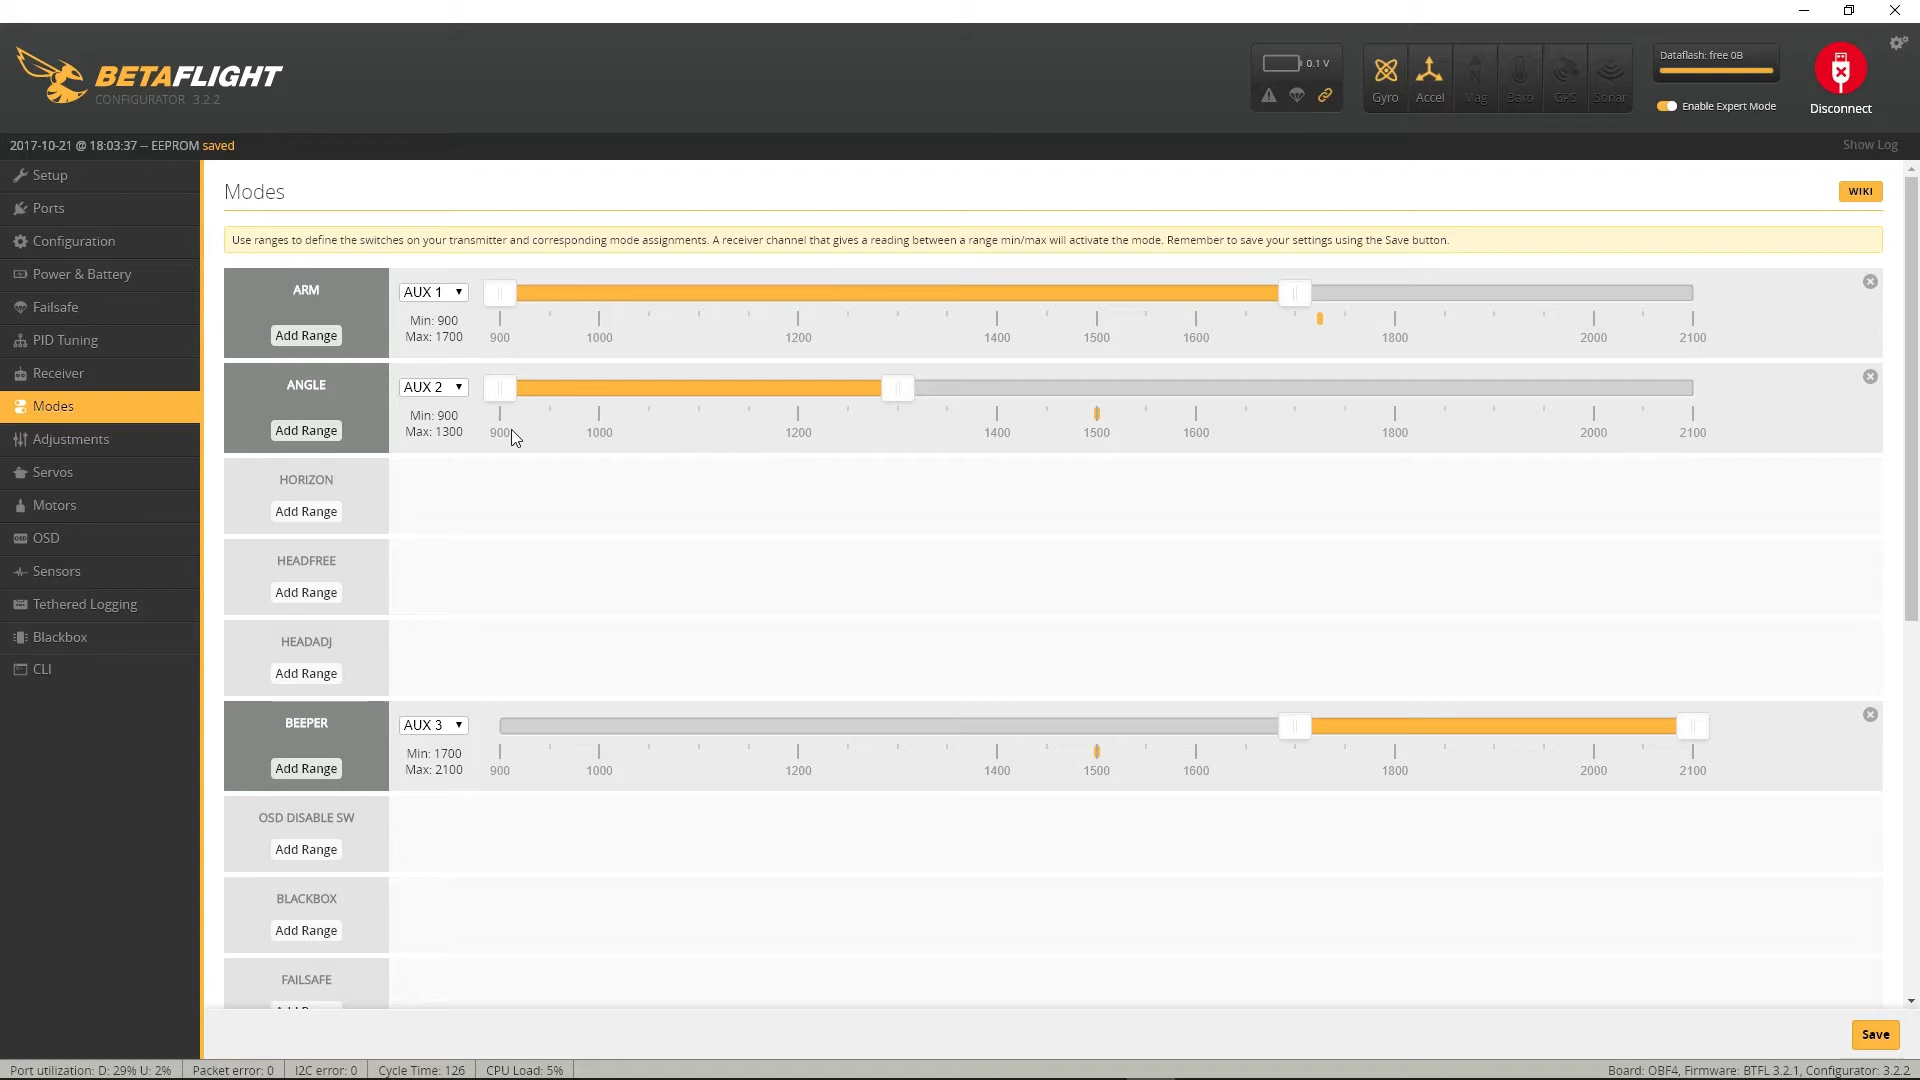 BETAFLIGHT
CONFIGURATOR 3.2.2
0.1 V
Gyro
Accel
Mag
Baro
GPS
Sonar
Dataflash: free 0B
Enable Expert Mode
Disconnect
2017-10-21 @ 18:03:37 -- EEPROM saved
Show Log
Setup
Ports
Configuration
Power & Battery
Failsafe
PID Tuning
Receiver
Modes
Adjustments
Servos
Motors
OSD
Sensors
Tethered Logging
Blackbox
CLI
Modes
WIKI
Use ranges to define the switches on your transmitter and corresponding mode assignments. A receiver channel that gives a reading between a range min/max will activate the mode. Remember to save your settings using the Save button.
ARM
Add Range
AUX 1
Min: 900
Max: 1700
900 1000 1200 1400 1500 1600 1800 2000 2100
ANGLE
Add Range
AUX 2
Min: 900
Max: 1300
900 1000 1200 1400 1500 1600 1800 2000 2100
HORIZON
Add Range
HEADFREE
Add Range
HEADADJ
Add Range
BEEPER
Add Range
AUX 3
Min: 1700
Max: 2100
900 1000 1200 1400 1500 1600 1800 2000 2100
OSD DISABLE SW
Add Range
BLACKBOX
Add Range
FAILSAFE
Save
Port utilization: D: 29% U: 2% Packet error: 0 I2C error: 0 Cycle Time: 126 CPU Load: 5% Board: OBF4, Firmware: BTFL 3.2.1, Configurator: 3.2.2